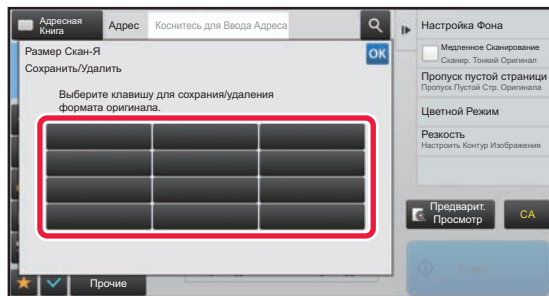 Адресная
Книга
Адрес
Коснитесь для Ввода Адреса
Размер Скан-Я
OK
Сохранить/Удалить
Выберите клавишу для сохрания/удаления
формата оригинала.
Прочие
Настройка Фона
Медленное Сканирование
Сканир. Тонкий Оригинал
Пропуск пустой страници
Пропуск Пустой Стр. Оригинала
Цветной Режим
Резкость
Настроить Контур Изображения
Предварит.
Просмотр
CA
Старт